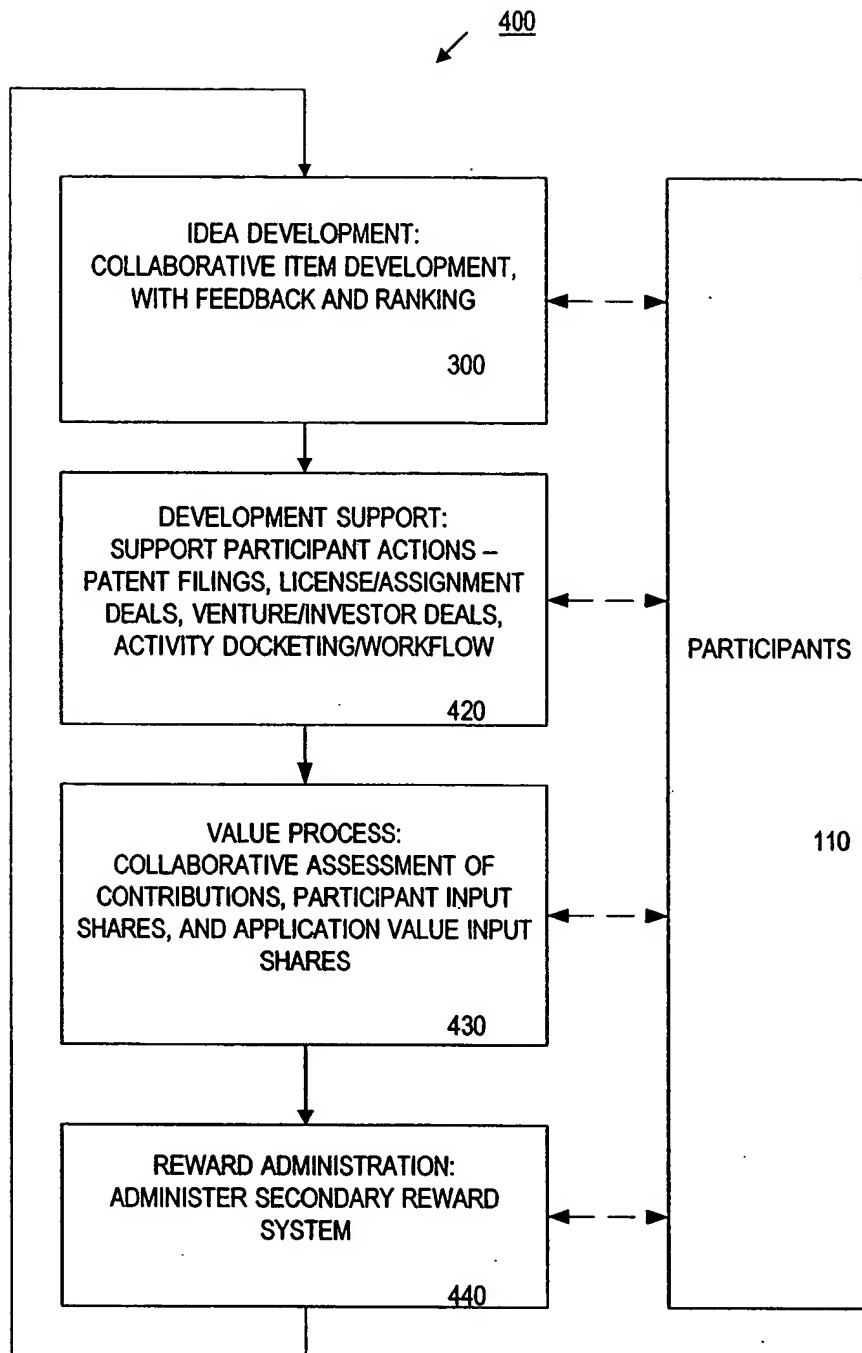 400
IDEA DEVELOPMENT:
COLLABORATIVE ITEM DEVELOPMENT,
WITH FEEDBACK AND RANKING
300
DEVELOPMENT SUPPORT:
SUPPORT PARTICIPANT ACTIONS –
PATENT FILINGS, LICENSE/ASSIGNMENT
DEALS, VENTURE/INVESTOR DEALS,
ACTIVITY DOCKETING/WORKFLOW
420
VALUE PROCESS:
COLLABORATIVE ASSESSMENT OF
CONTRIBUTIONS, PARTICIPANT INPUT
SHARES, AND APPLICATION VALUE INPUT
SHARES
430
REWARD ADMINISTRATION:
ADMINISTER SECONDARY REWARD
SYSTEM
440
PARTICIPANTS
110